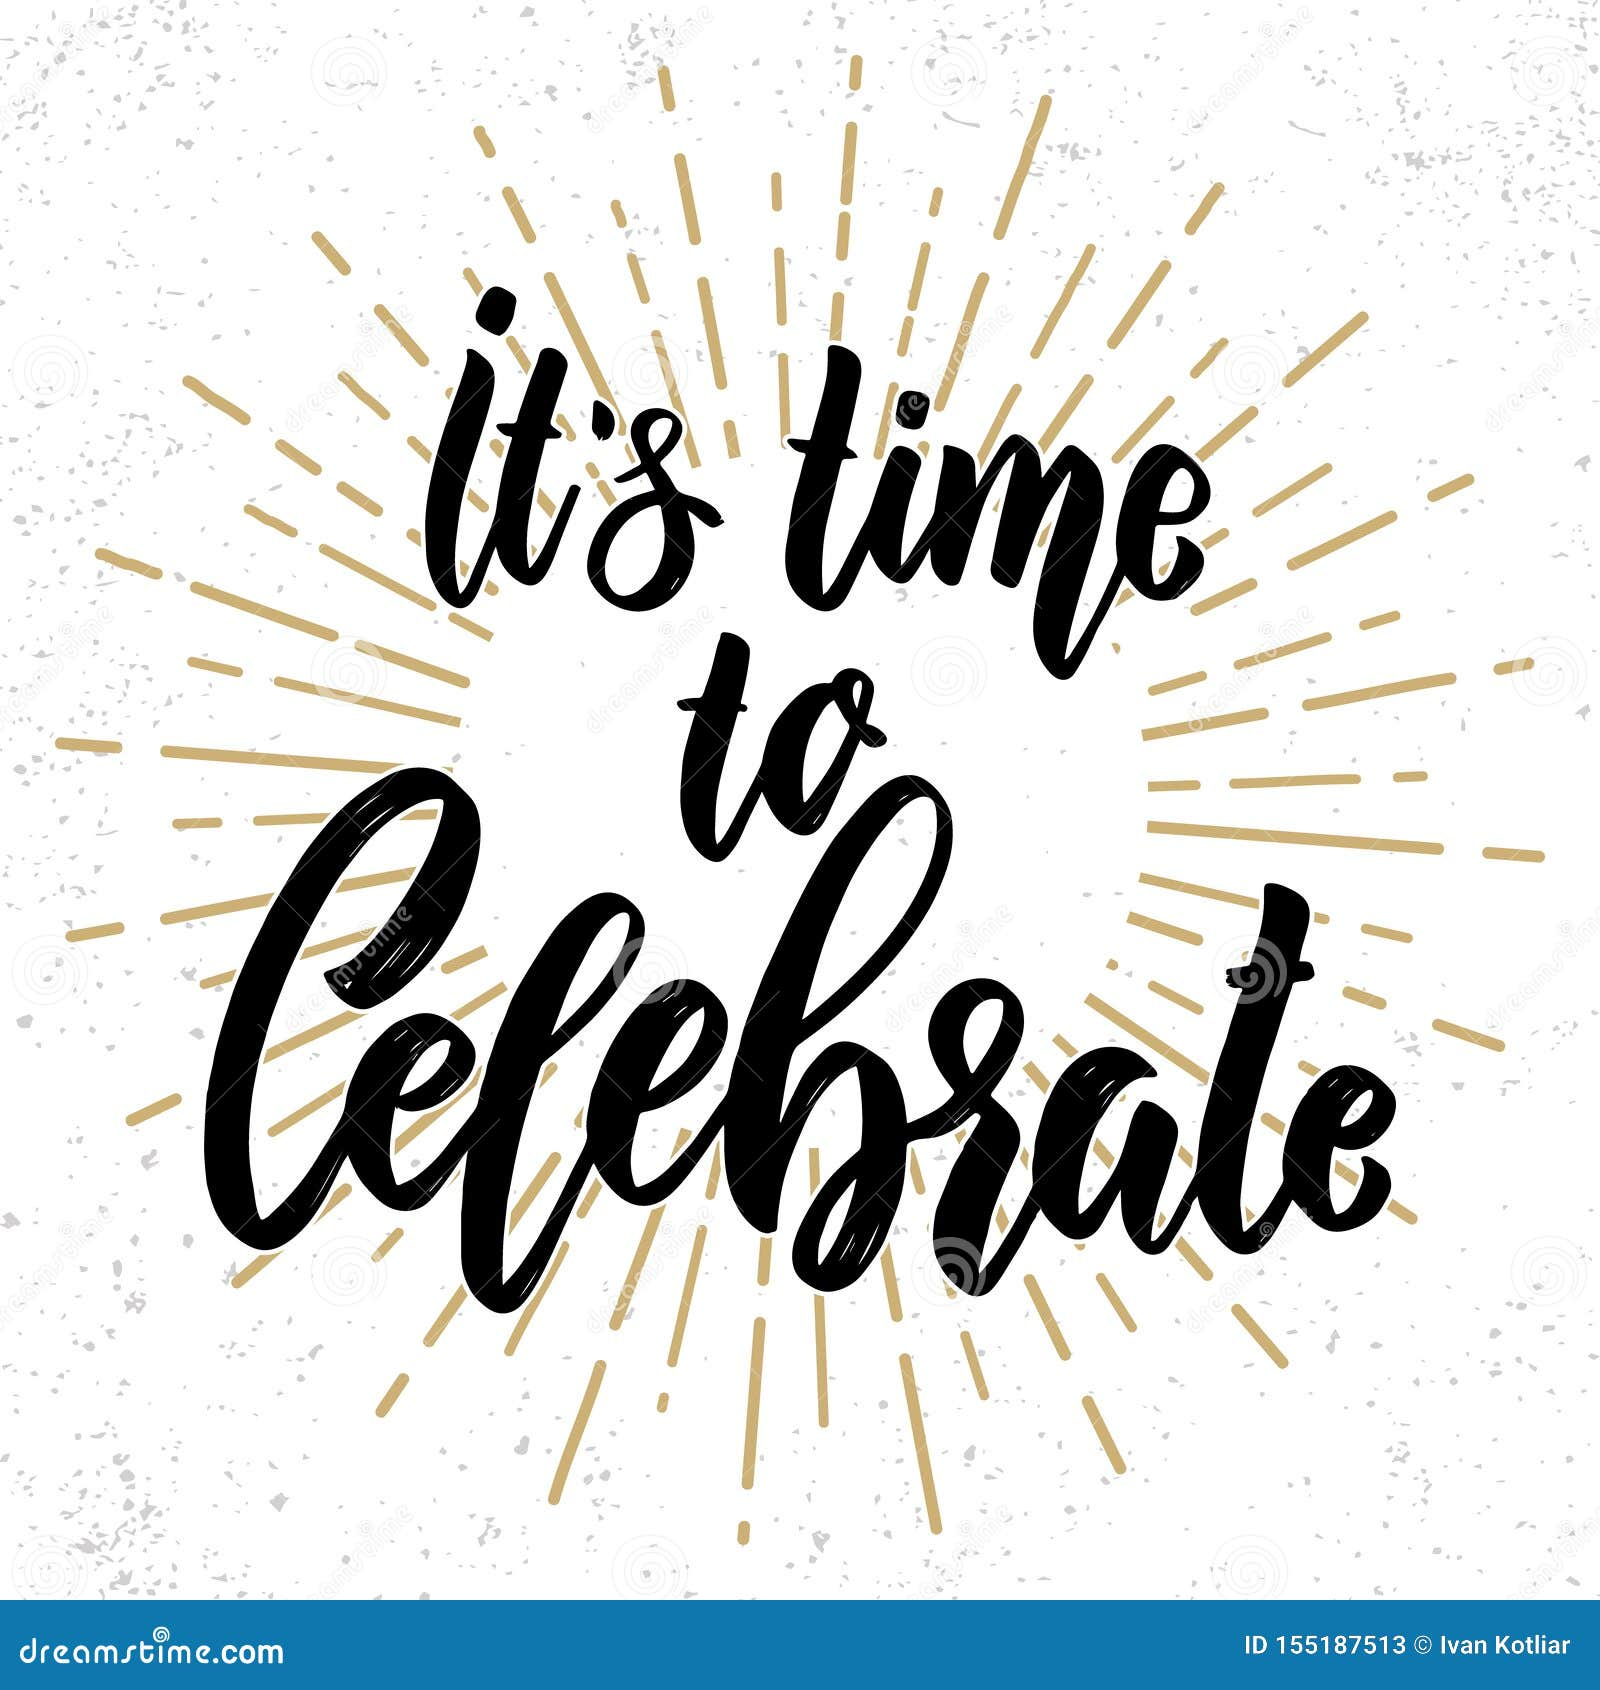 it's time
to
Celebrate
dreamstime.com
ID 155187513 © Ivan Kotliar